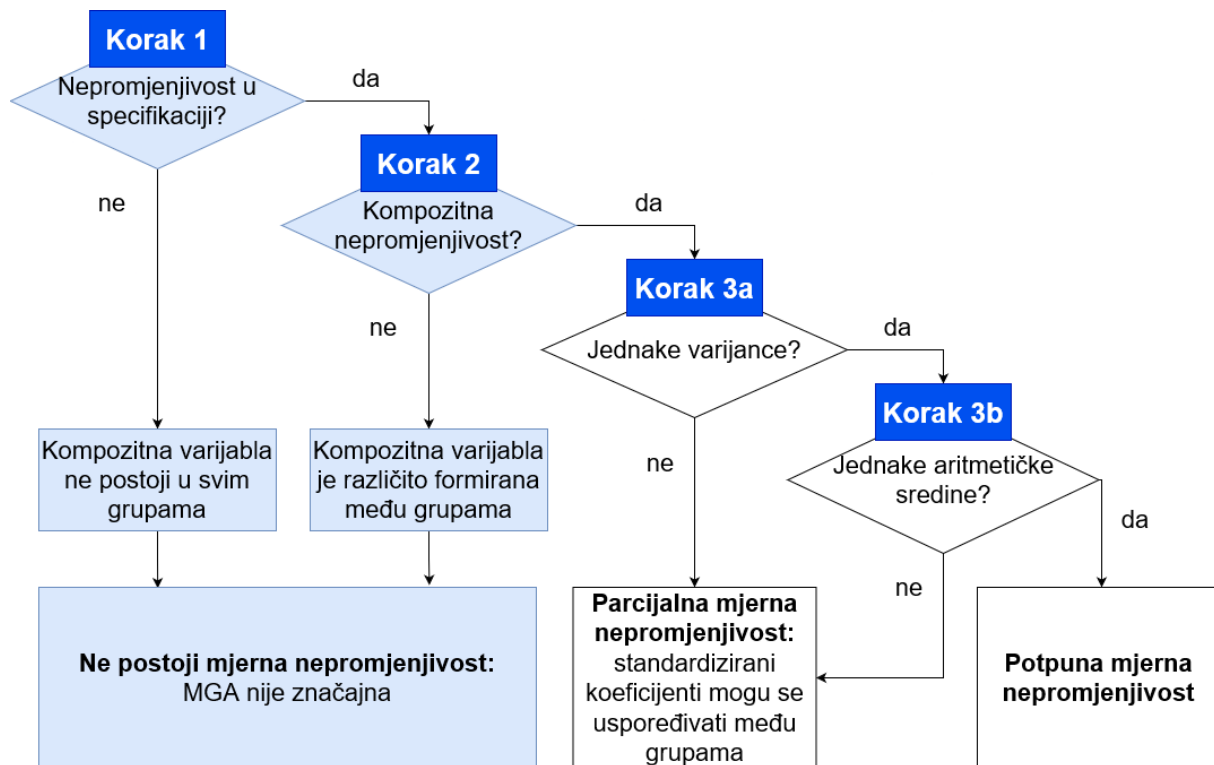 Korak 1
Nepromjenjivost u
specifikaciji?
da
ne
Korak 2
Kompozitna
nepromjenjivost?
da
ne
Korak 3a
Jednake varijance?
da
ne
Korak 3b
Jednake aritmetičke
sredine?
da
ne
Kompozitna varijabla
ne postoji u svim
grupama
Kompozitna varijabla
je različito formirana
među grupama
Ne postoji mjerna nepromjenjivost:
MGA nije značajna
Parcijalna mjerna
nepromjenjivost:
standardizirani
koeficijenti mogu se
uspoređivati među
grupama
Potpuna mjerna
nepromjenjivost